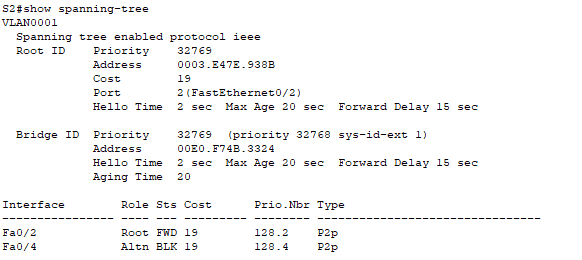 S2#show spanning-tree
VLAN0001
  Spanning tree enabled protocol ieee
  Root ID    Priority    32769
             Address     0003.E47E.938B
             Cost        19
             Port        2(FastEthernet0/2)
             Hello Time  2 sec  Max Age 20 sec  Forward Delay 15 sec
  Bridge ID  Priority    32769  (priority 32768 sys-id-ext 1)
             Address     00E0.F74B.3324
             Hello Time  2 sec  Max Age 20 sec  Forward Delay 15 sec
             Aging Time  20
Interface        Role Sts Cost      Prio.Nbr Type
---------------- ---- --- --------- -------- --------------------------------
Fa0/2            Root FWD 19        128.2    P2p
Fa0/4            Altn BLK 19        128.4    P2p